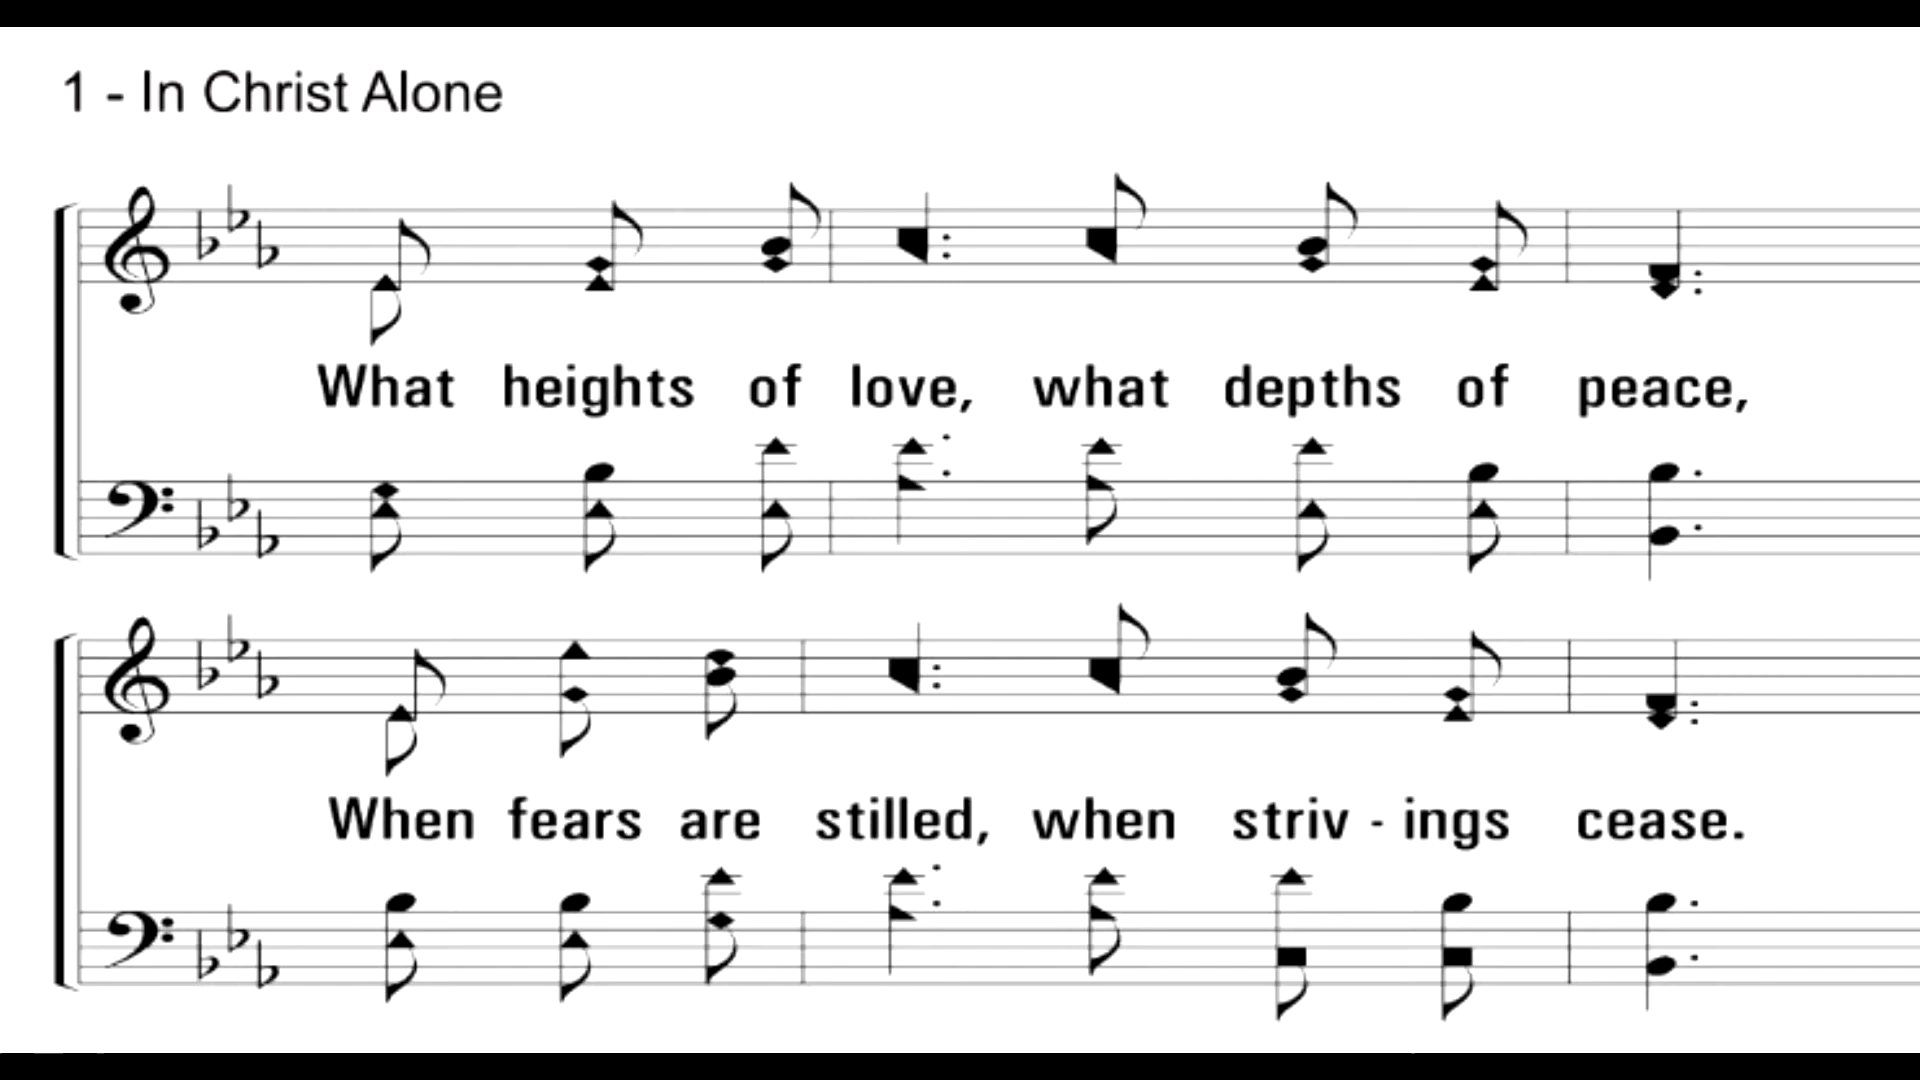 1 - In Christ Alone
What heights of love, what depths of peace,
When fears are stilled, when striv - ings cease.